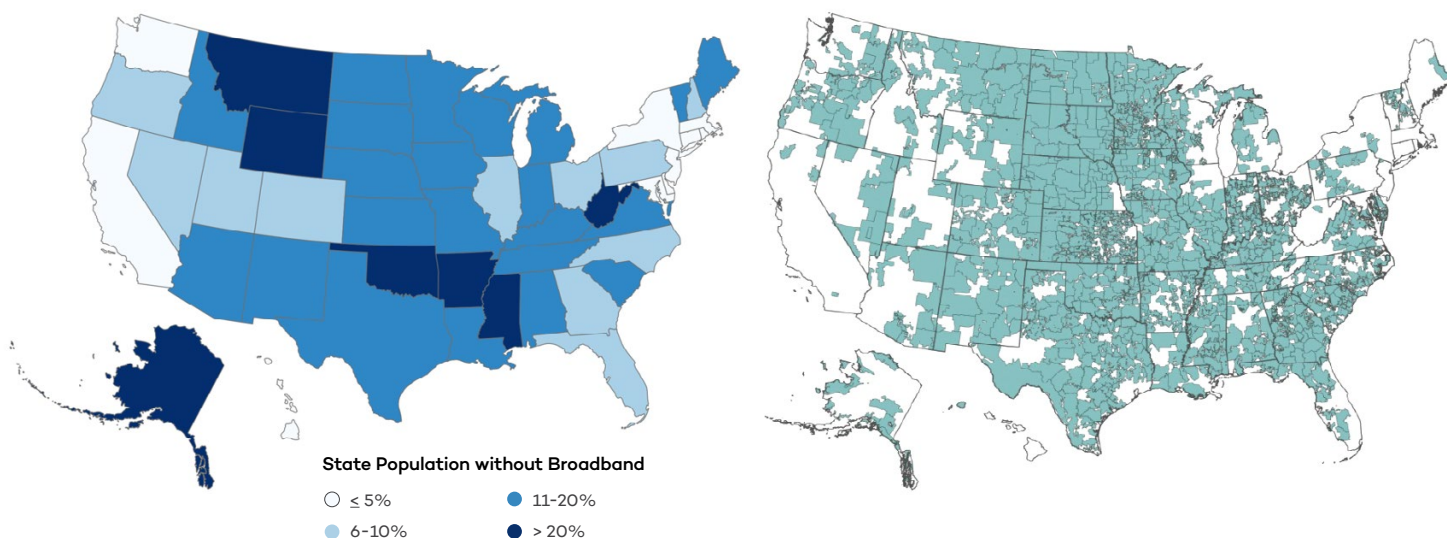 State Population without Broadband
≤ 5%
11-20%
6-10%
> 20%